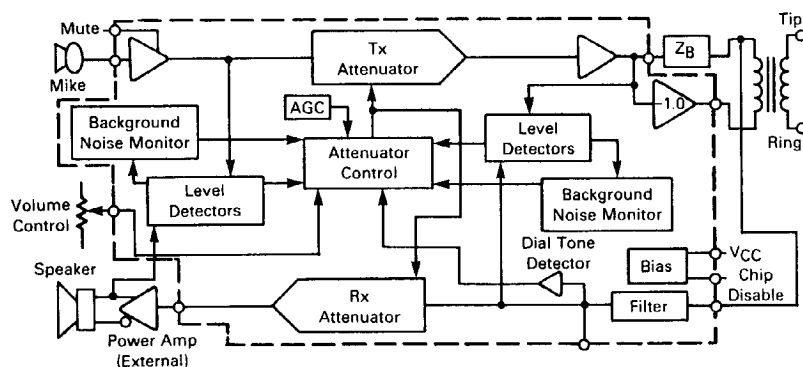 Mute
Mike
Tx
Attenuator
ZB
Tip
1.0
Ring
Background
Noise Monitor
AGC
Attenuator
Control
Level
Detectors
Level
Detectors
Background
Noise Monitor
Volume
Control
Speaker
Dial Tone
Detector
Bias
VCC
Chip
Disable
Rx
Attenuator
Filter
Power Amp
(External)